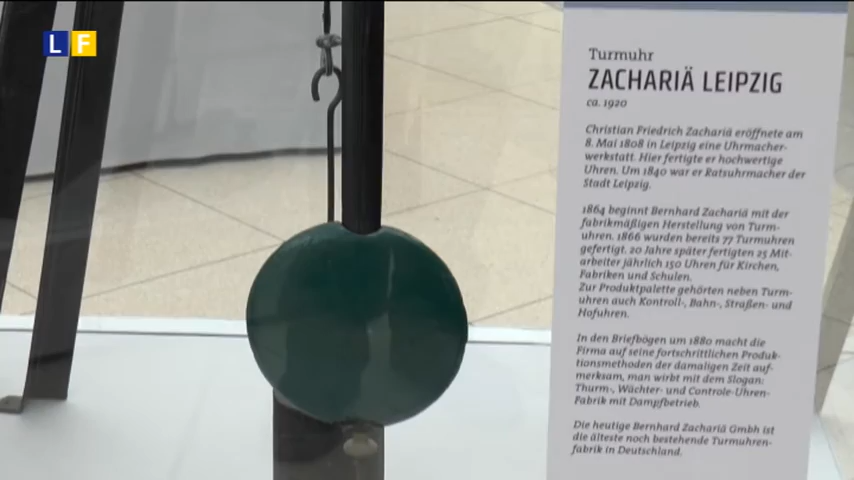 LF
Turmuhr
ZACHARIÄ LEIPZIG
ca. 1920
Christian Friedrich Zachariä eröffnete am
8. Mai 1808 in Leipzig eine Uhrmacher-
werkstatt. Hier fertigte er hochwertige
Uhren. Um 1840 war er Ratsuhrmacher der
Stadt Leipzig.
1864 beginnt Bernhard Zachariä mit der
fabrikmäßigen Herstellung von Turm-
uhren. 1866 wurden bereits 77 Turmuhren
gefertigt. 20 Jahre später fertigten 25 Mit-
arbeiter jährlich 150 Uhren für Kirchen,
Fabriken und Schulen.
Zur Produktpalette gehörten neben Turm-
uhren auch Kontroll-, Bahn-, Straßen- und
Hofuhren.
In den Briefbögen um 1880 macht die
Firma auf seine fortschrittlichen Produk-
tionsmethoden der damaligen Zeit auf-
merksam, man wirbt mit dem Slogan:
Thurm-, Wächter- und Controle-Uhren-
Fabrik mit Dampfbetrieb.
Die heutige Bernhard Zachariä Gmbh ist
die älteste noch bestehende Turmuhren-
fabrik in Deutschland.